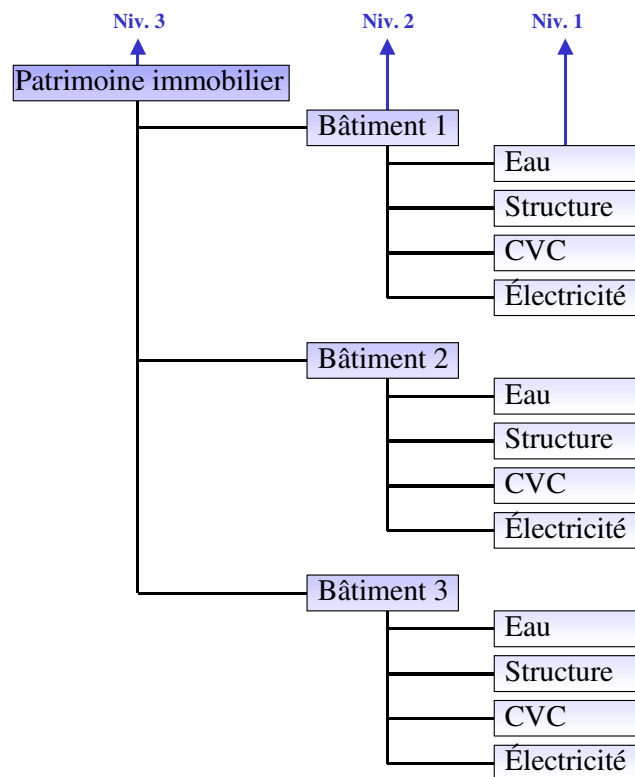 Niv. 3 Niv. 2 Niv. 1
Patrimoine immobilier
Bâtiment 1
Eau
Structure
CVC
Électricité
Bâtiment 2
Eau
Structure
CVC
Électricité
Bâtiment 3
Eau
Structure
CVC
Électricité